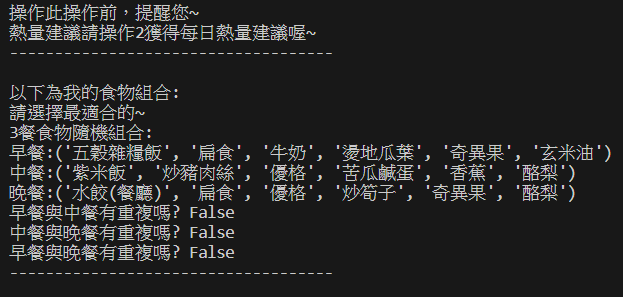 操作此操作前，提醒您~
熱量建議請操作2獲得每日熱量建議喔~
------------------------------------
以下為我的食物組合:
請選擇最適合的~
3餐食物隨機組合:
早餐:('五穀雜糧飯', '扁食', '牛奶', '燙地瓜葉', '奇異果', '玄米油')
中餐:('紫米飯', '炒豬肉絲', '優格', '苦瓜鹹蛋', '香蕉', '酪梨')
晚餐:('水餃(餐廳)', '扁食', '優格', '炒筍子', '奇異果', '酪梨')
早餐與中餐有重複嗎? False
中餐與晚餐有重複嗎? False
早餐與晚餐有重複嗎? False
------------------------------------